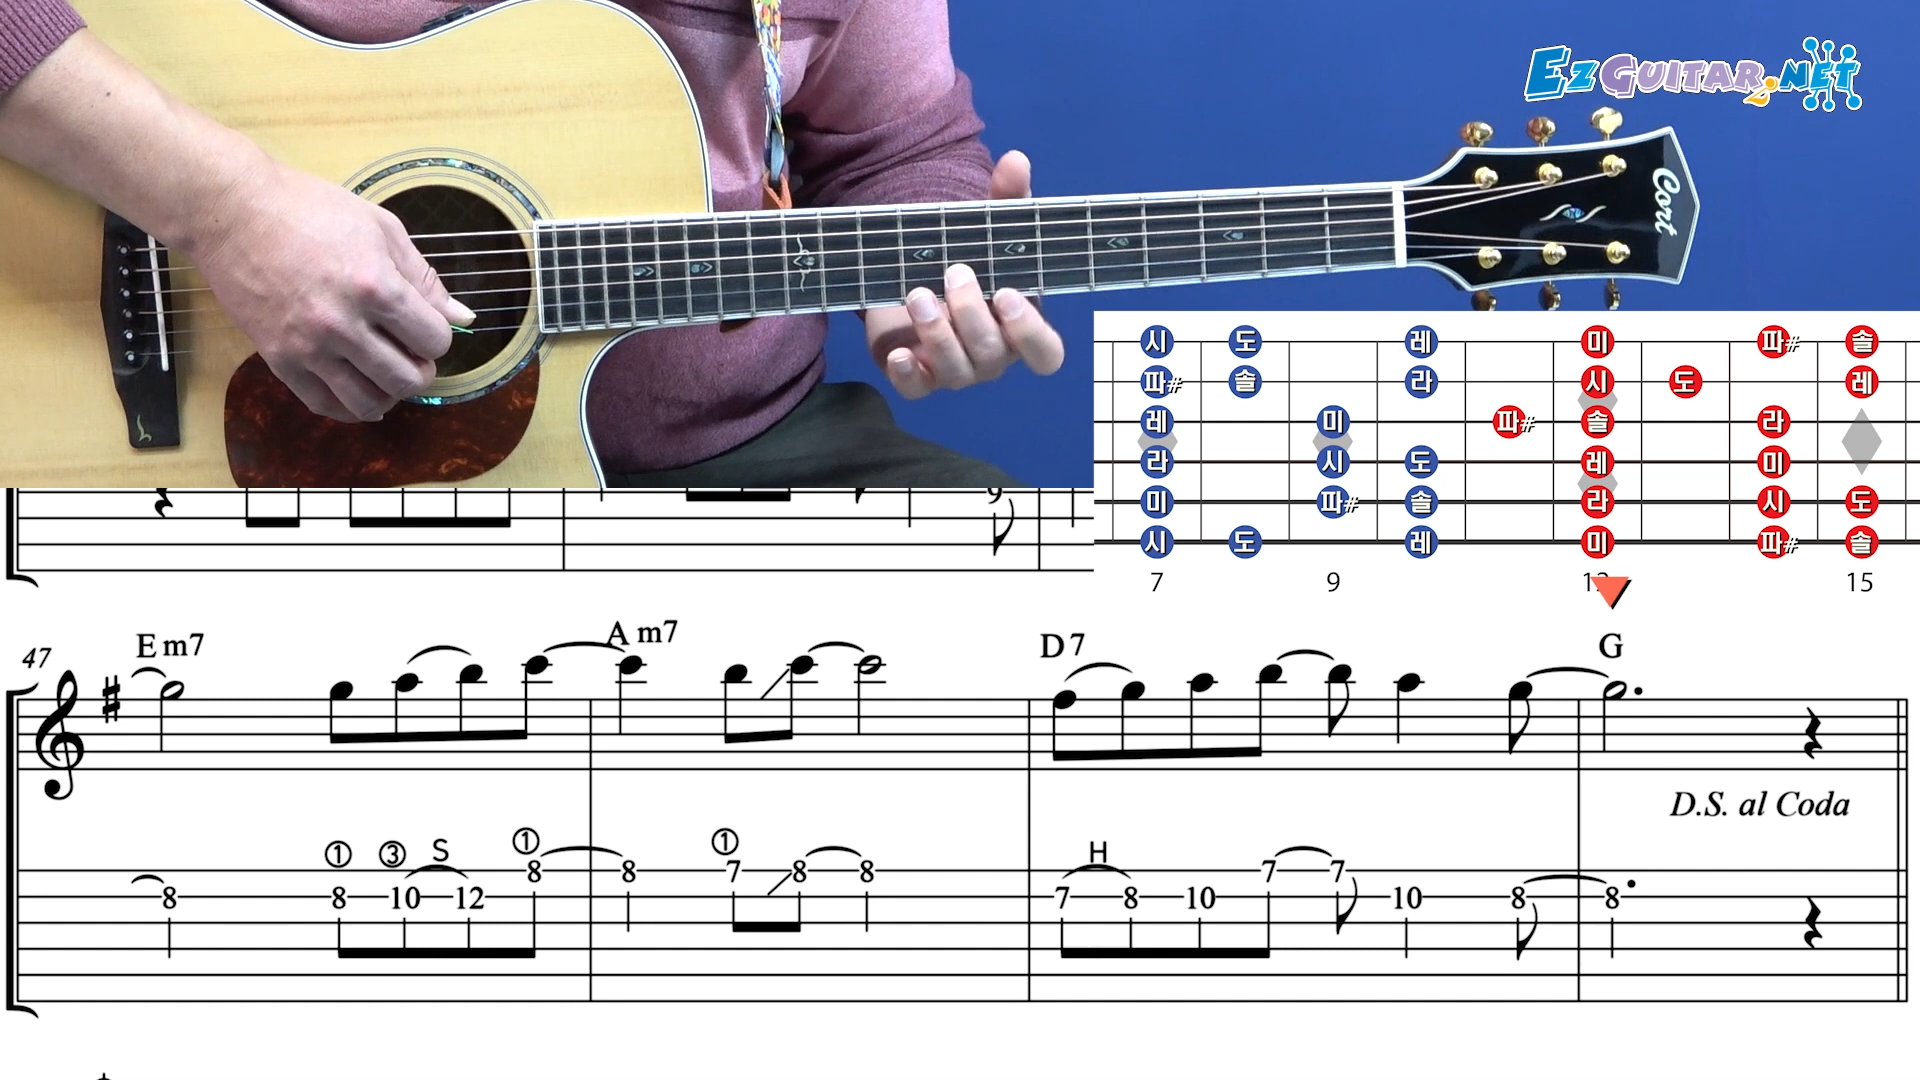 EZGUITAR2.NET
Cort
시 도 레 미 파# 솔
파# 솔 라 시 도 레
레 미 파# 솔 라
라 시 도 레 미
미 파# 솔 라 시 도
시 도 레 미 파# 솔
7 9 15
9
47 Em7 Am7 D7 G
D.S. al Coda
① ③ S ① ① H
8 8 7 8 8 7 7
8 8 10 12 7 8 10 10 8 8